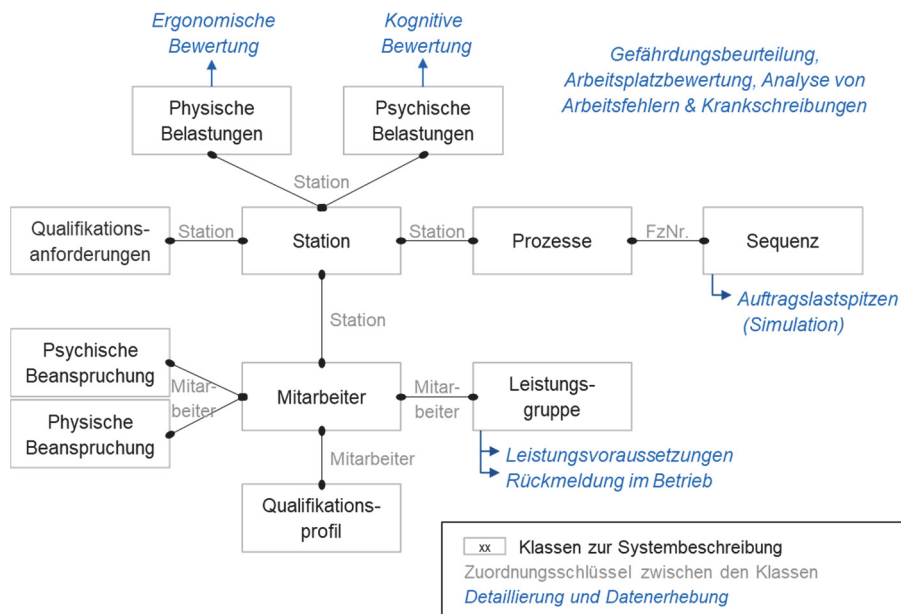 Ergonomische
Bewertung
Kognitive
Bewertung
Gefährdungsbeurteilung,
Arbeitsplatzbewertung, Analyse von
Arbeitsfehlern & Krankschreibungen
Physische
Belastungen
Psychische
Belastungen
Station
Qualifikations-
anforderungen
Station
Station
Station
Prozesse
FzNr.
Sequenz
Auftragslastspitzen
(Simulation)
Station
Psychische
Beanspruchung
Physische
Beanspruchung
Mitar-
beiter
Mitarbeiter
Mitar-
beiter
Leistungs-
gruppe
Leistungsvoraussetzungen
Rückmeldung im Betrieb
Mitarbeiter
Qualifikations-
profil
xx Klassen zur Systembeschreibung
Zuordnungsschlüssel zwischen den Klassen
Detaillierung und Datenerhebung